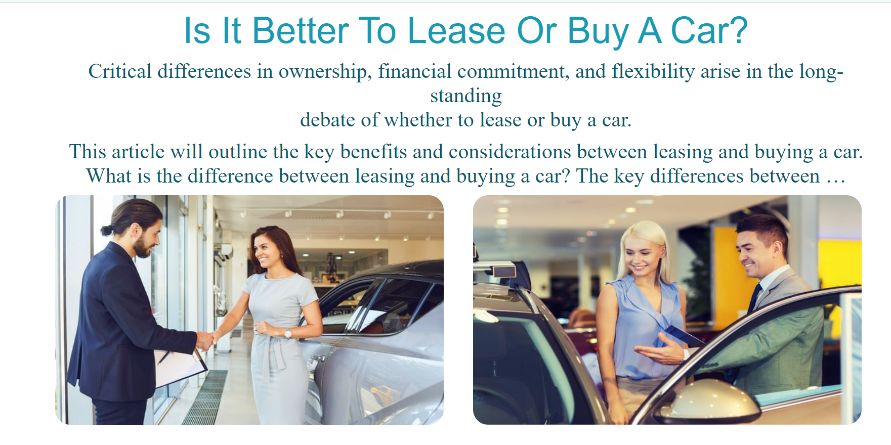 Is It Better To Lease Or Buy A Car?
Critical differences in ownership, financial commitment, and flexibility arise in the long-
standing
debate of whether to lease or buy a car.
This article will outline the key benefits and considerations between leasing and buying a car.
What is the difference between leasing and buying a car? The key differences between …